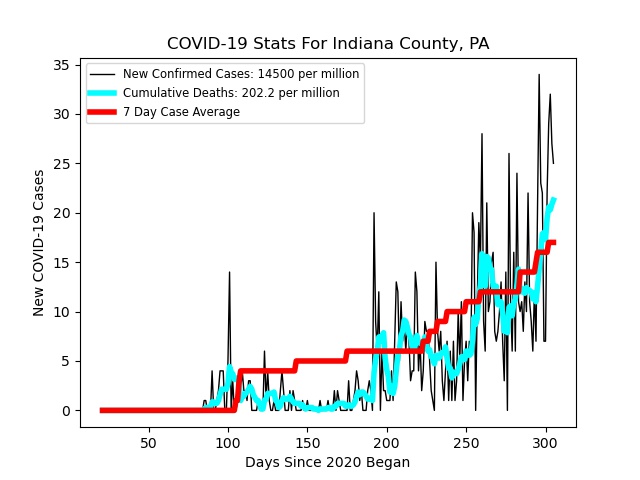 COVID-19 Stats For Indiana County, PA
New Confirmed Cases: 14500 per million
Cumulative Deaths: 202.2 per million
7 Day Case Average
New COVID-19 Cases
35
30
25
20
15
10
5
0
50 100 150 200 250 300
Days Since 2020 Began